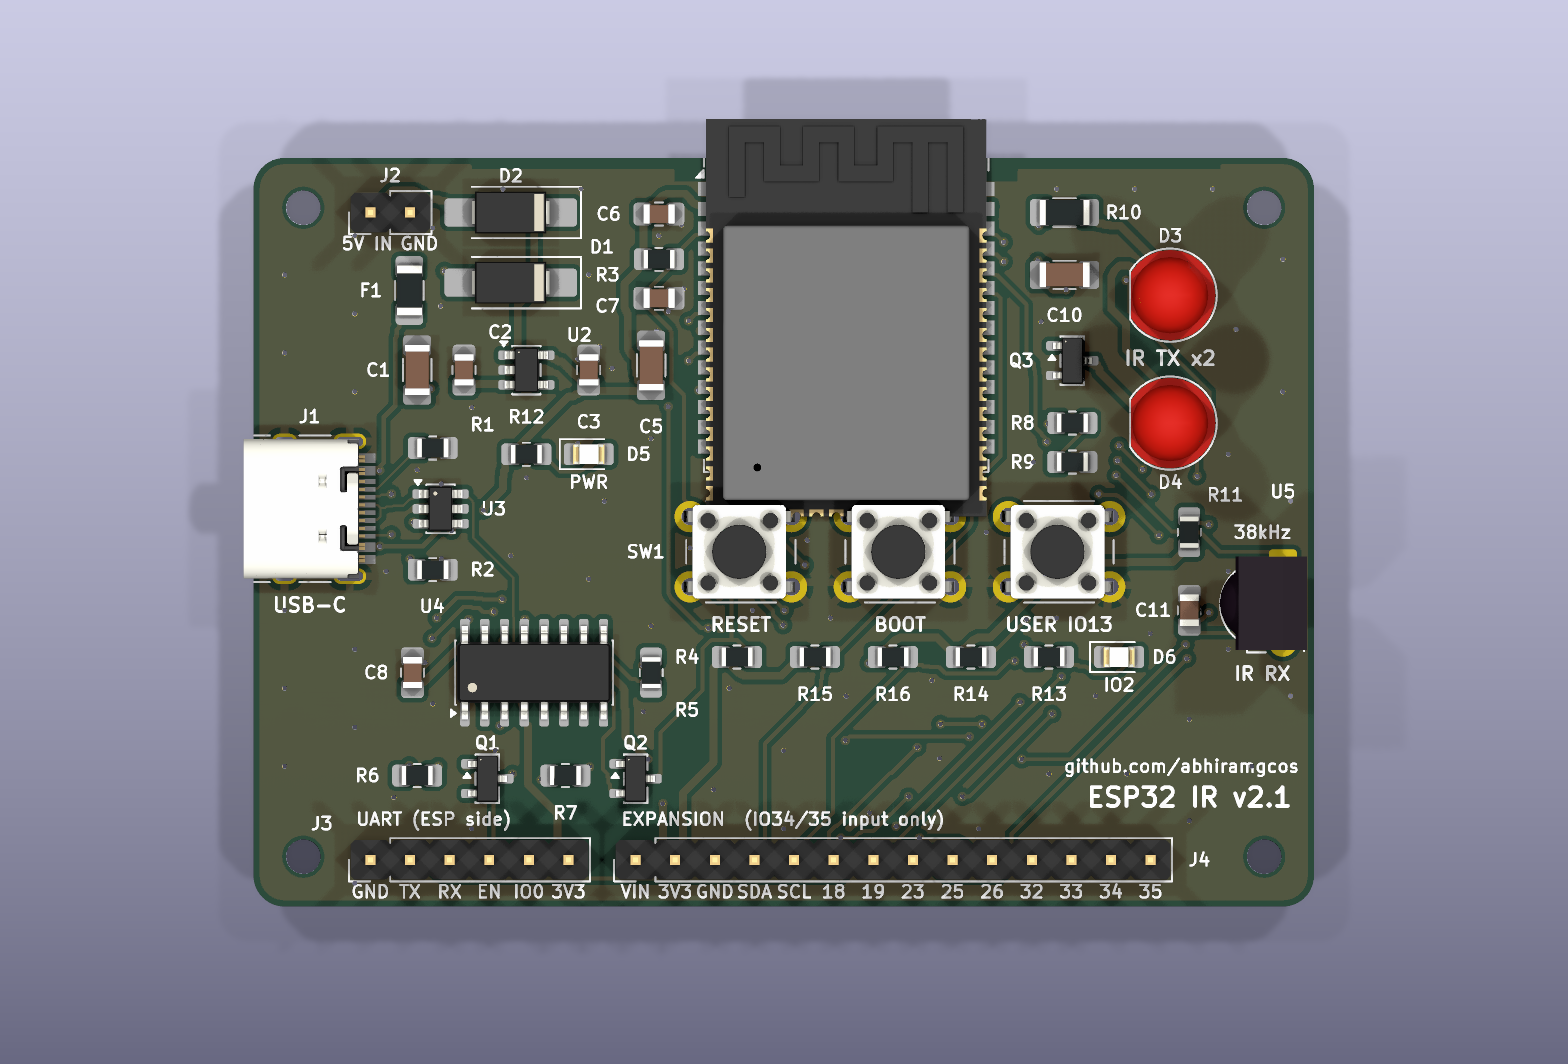 J2
D2
C6
R10
5V IN GND
D1
D3
F1
R3
C7
C10
C2
U2
IR TX x2
C1
Q3
J1
R1
R12
C3
C5
R8
D5
R9
PWR
D4
R11
U5
U3
38kHz
SW1
R2
USB-C
U4
C11
RESET
BOOT
USER IO13
C8
R4
D6
IR RX
IO2
R5
R15
R16
R14
R13
Q1
Q2
R6
github.com/abhiramgcos
ESP32 IR v2.1
R7
J3
UART (ESP side)
EXPANSION (IO34/35 input only)
J4
GND TX RX EN IO0 3V3
VIN 3V3 GND SDA SCL 18 19 23 25 26 32 33 34 35